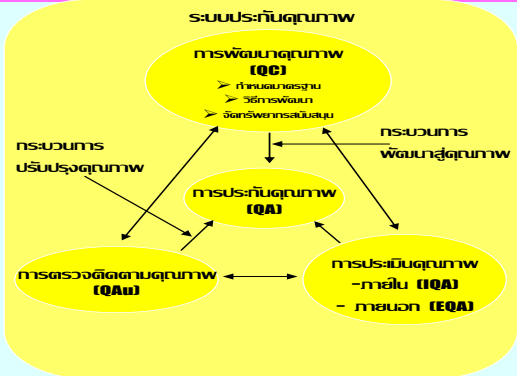 ระบบประกันคุณภาพ
การพัฒนาคุณภาพ
(QC)
➢ กำหนดมาตรฐาน
➢ วิธีการพัฒนา
➢ จัดทรัพยากรสนับสนุน
กระบวนการ
ปรับปรุงคุณภาพ
กระบวนการ
พัฒนาสู่คุณภาพ
การประกันคุณภาพ
(QA)
การตรวจติดตามคุณภาพ
(QAu)
การประเมินคุณภาพ
-ภายใน (IQA)
- ภายนอก (EQA)